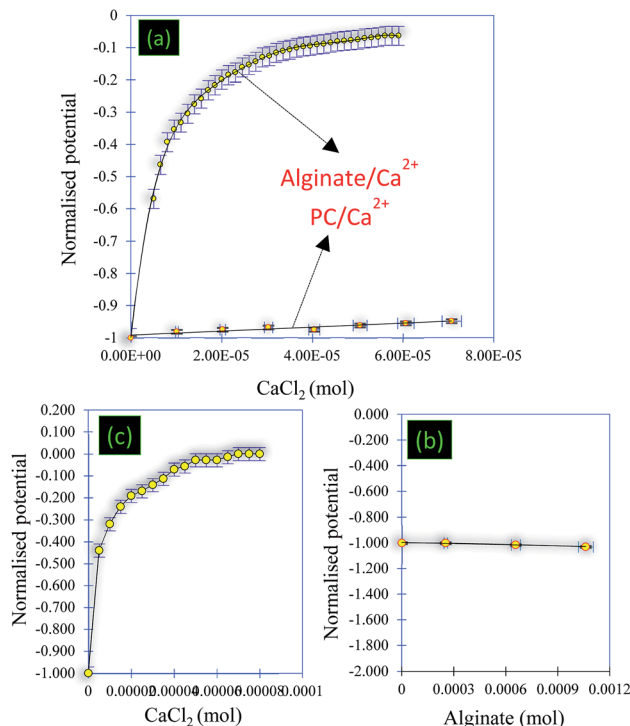 (a)
0
-0.1
-0.2
-0.3
-0.4
-0.5
-0.6
-0.7
-0.8
-0.9
-1
Normalised potential
Alginate/Ca2+
PC/Ca2+
0.00E+00 2.00E-05 4.00E-05 6.00E-05 8.00E-05
CaCl2 (mol)
(c)
0.200
0.100
0.000
-0.100
-0.200
-0.300
-0.400
-0.500
-0.600
-0.700
-0.800
-0.900
-1.000
Normalised potential
0 0.00002 0.00004 0.00006 0.00008 0.0001
CaCl2 (mol)
(b)
0.000
-0.200
-0.400
-0.600
-0.800
-1.000
-1.200
-1.400
-1.600
-1.800
-2.000
Normalised potential
0 0.0003 0.0006 0.0009 0.0012
Alginate (mol)